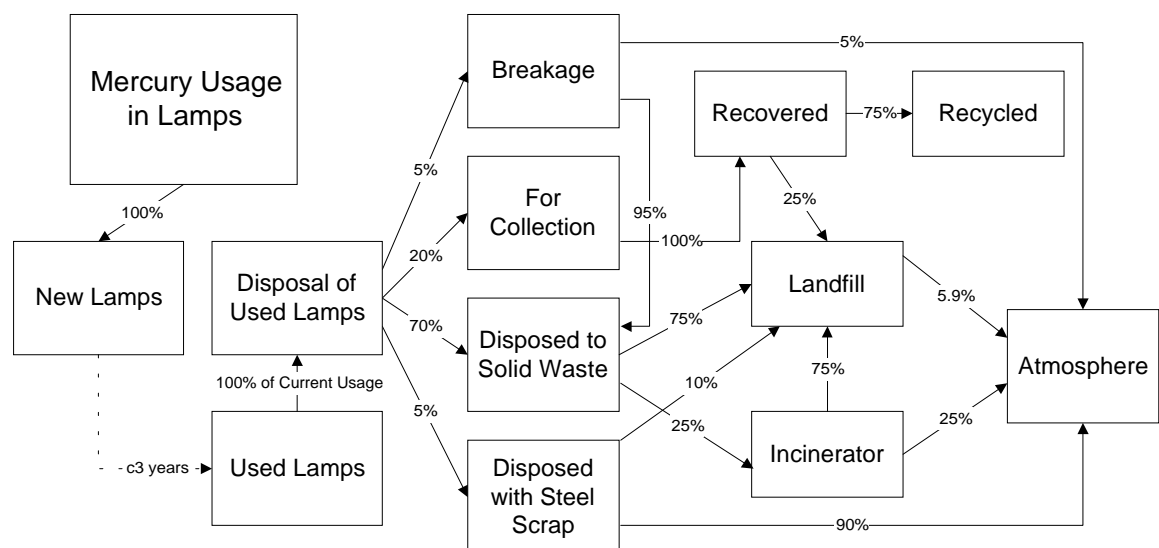 Mercury Usage
in Lamps
100%
New Lamps
c3 years
Used Lamps
100% of Current Usage
Disposal of
Used Lamps
5%
20%
70%
5%
Breakage
5%
95%
For
Collection
100%
Disposed to
Solid Waste
75%
25%
Disposed
with Steel
Scrap
10%
90%
Recovered
75%
Recycled
25%
Landfill
5.9%
75%
Incinerator
25%
Atmosphere